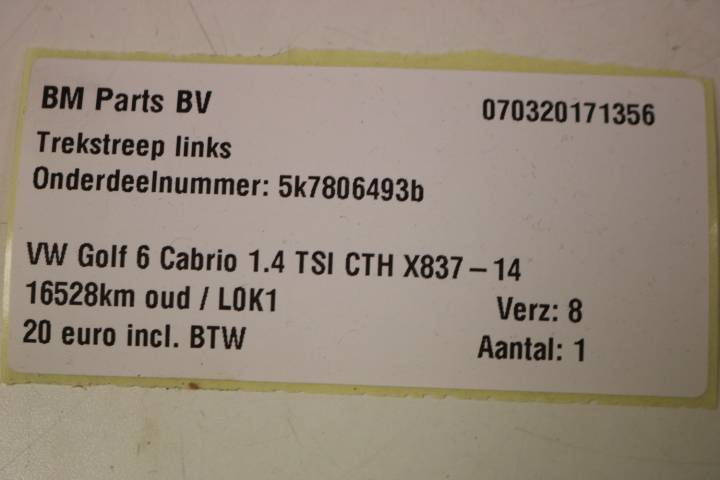 BM Parts BV 070320171356
Trekstreep links
Onderdeelnummer: 5k7806493b
VW Golf 6 Cabrio 1.4 TSI CTH X837-14
16528km oud / L0K1 Verz: 8
20 euro incl. BTW Aantal: 1